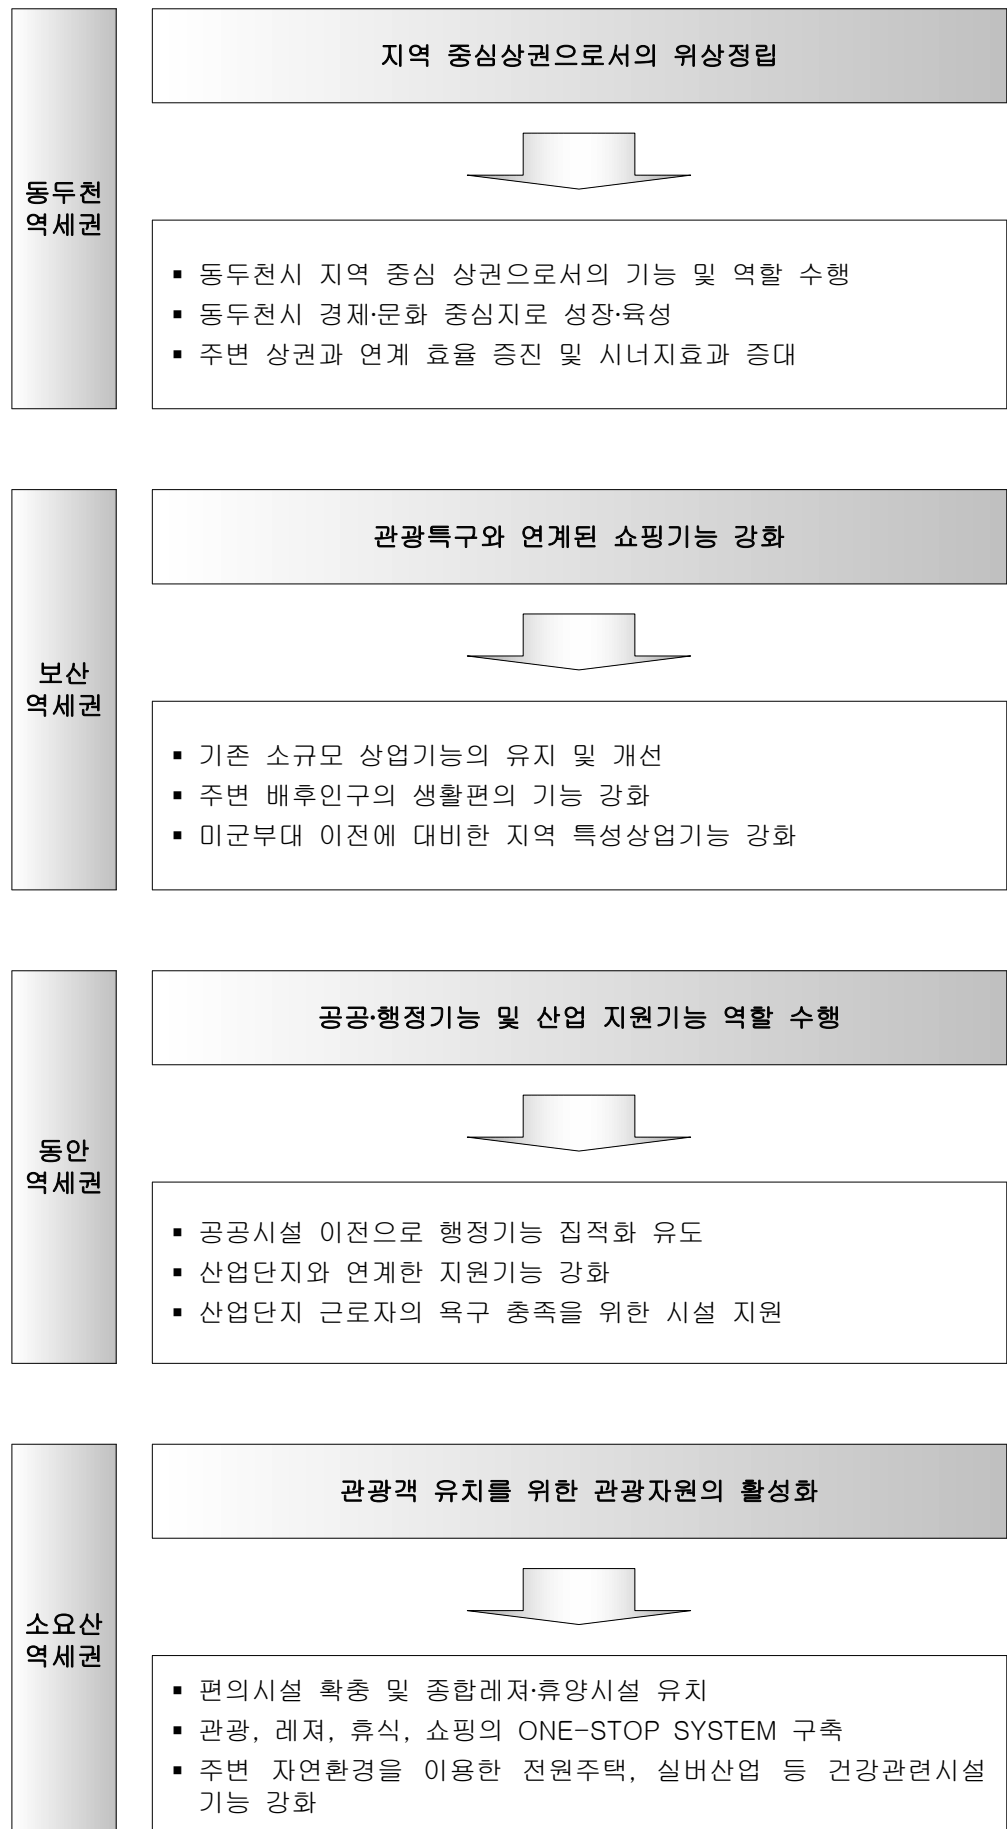 동두천
역세권
지역 중심상권으로서의 위상정립
▪ 동두천시 지역 중심 상권으로서의 기능 및 역할 수행
▪ 동두천시 경제·문화 중심지로 성장·육성
▪ 주변 상권과 연계 효율 증진 및 시너지효과 증대
보산
역세권
관광특구와 연계된 쇼핑기능 강화
▪ 기존 소규모 상업기능의 유지 및 개선
▪ 주변 배후인구의 생활편의 기능 강화
▪ 미군부대 이전에 대비한 지역 특성상업기능 강화
동안
역세권
공공·행정기능 및 산업 지원기능 역할 수행
▪ 공공시설 이전으로 행정기능 집적화 유도
▪ 산업단지와 연계한 지원기능 강화
▪ 산업단지 근로자의 욕구 충족을 위한 시설 지원
소요산
역세권
관광객 유치를 위한 관광자원의 활성화
▪ 편의시설 확충 및 종합레져·휴양시설 유치
▪ 관광, 레져, 휴식, 쇼핑의 ONE-STOP SYSTEM 구축
▪ 주변 자연환경을 이용한 전원주택, 실버산업 등 건강관련시설
기능 강화